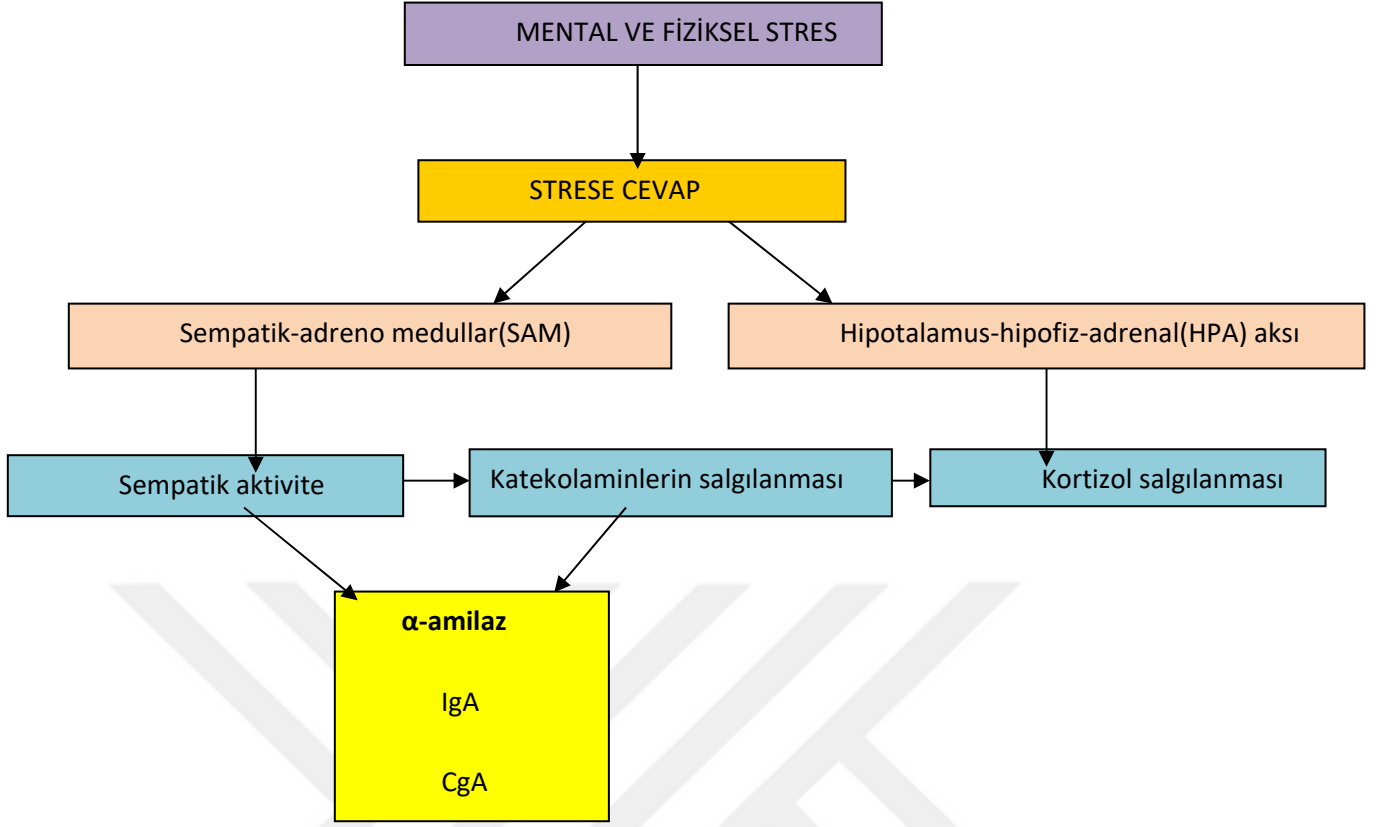 MENTAL VE FİZİKSEL STRES
STRESE CEVAP
Sempatik-adreno medullar(SAM)
Hipotalamus-hipofiz-adrenal(HPA) aksı
Sempatik aktivite
Katekolaminlerin salgılanması
Kortizol salgılanması
α-amilaz
IgA
CgA